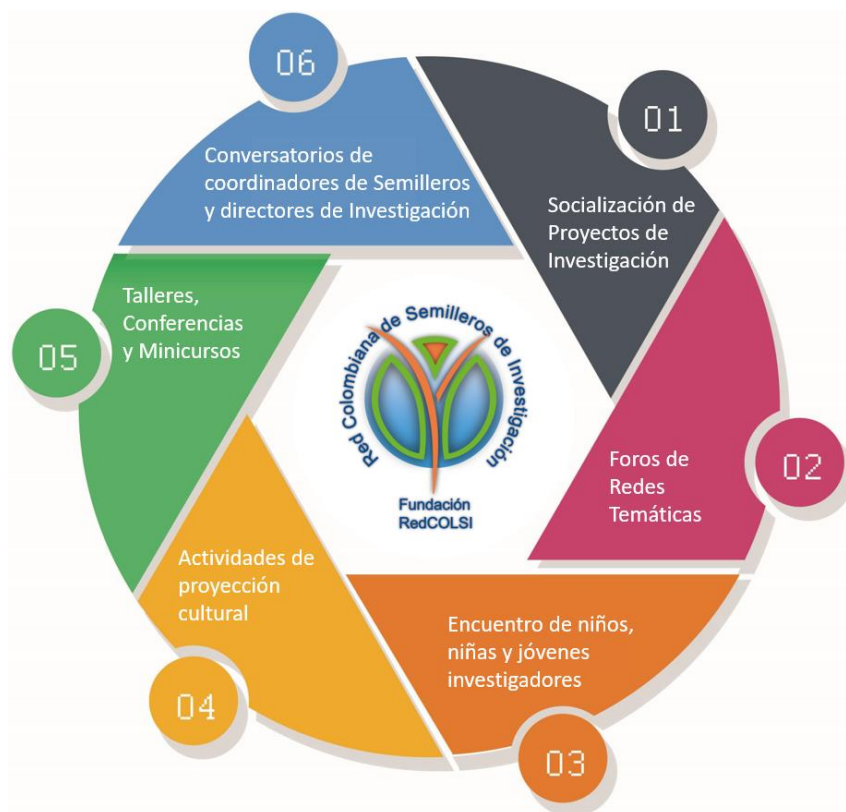 01
Socialización de
Proyectos de
Investigación
02
Foros de
Redes
Temáticas
03
Encuentro de niños,
niñas y jóvenes
investigadores
04
Actividades de
proyección
cultural
05
Talleres,
Conferencias
y Minicursos
06
Conversatorios de
coordinadores de Semilleros
y directores de Investigación
Red Colombiana de Semilleros de Investigación
Fundación
RedCOLSI